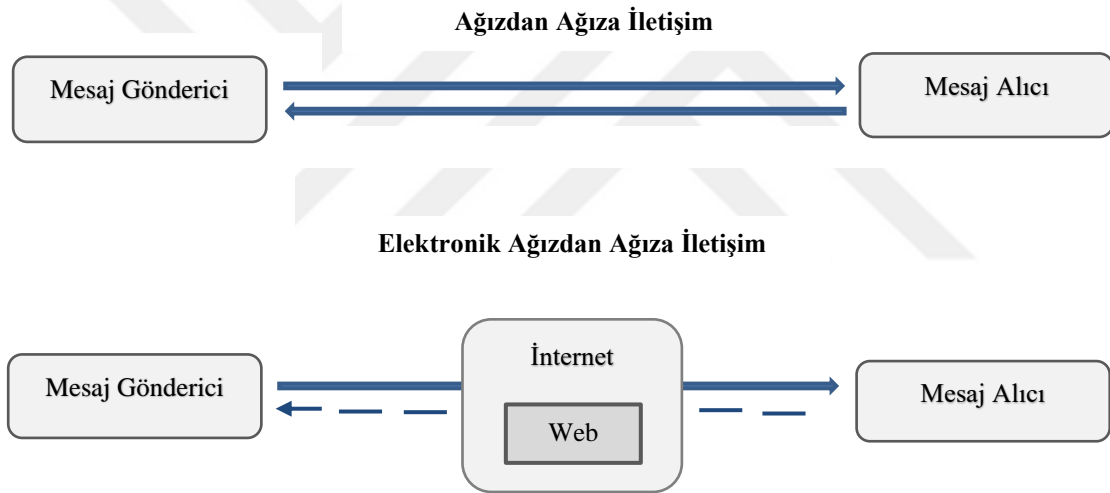 Ağızdan Ağıza İletişim
Mesaj Gönderici
Mesaj Alıcı
Elektronik Ağızdan Ağıza İletişim
İnternet
Mesaj Gönderici
Mesaj Alıcı
Web